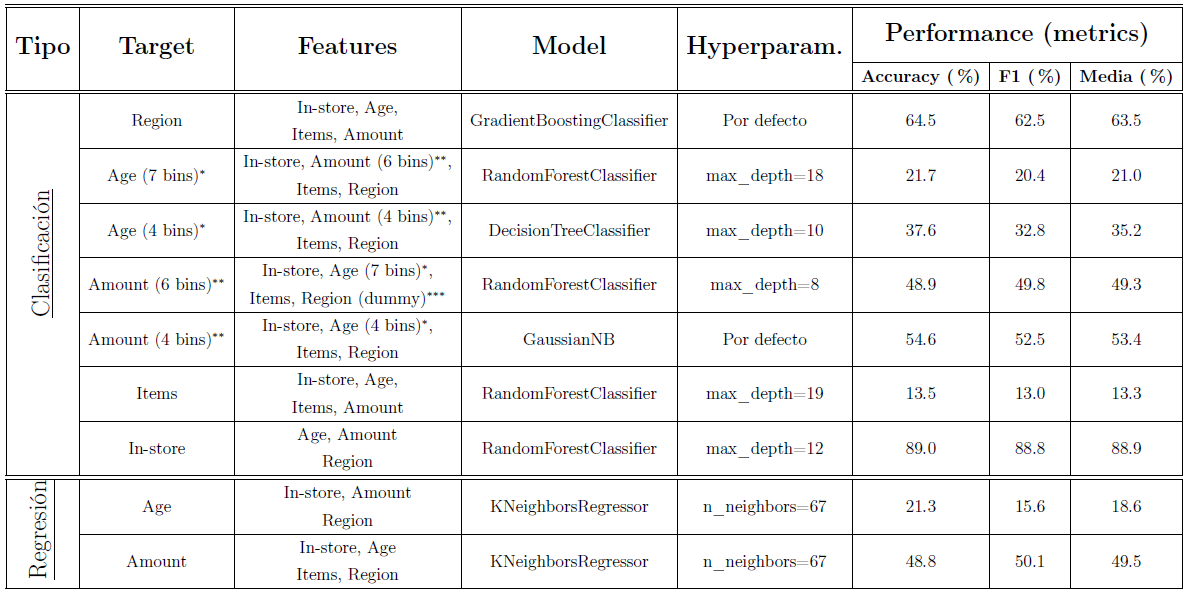 Tipo Target Features Model Hyperparam. Performance (metrics)
Accuracy (%) F1 (%) Media (%)
Clasificación
Region In-store, Age, GradientBoostingClassifier Por defecto 64.5 62.5 63.5
Items, Amount
Age (7 bins)* In-store, Amount (6 bins)**, RandomForestClassifier max_depth=18 21.7 20.4 21.0
Items, Region
Age (4 bins)* In-store, Amount (4 bins)**, DecisionTreeClassifier max_depth=10 37.6 32.8 35.2
Items, Region
Amount (6 bins)** In-store, Age (7 bins)*, RandomForestClassifier max_depth=8 48.9 49.8 49.3
Items, Region (dummy)***
Amount (4 bins)** In-store, Age (4 bins)*, GaussianNB Por defecto 54.6 52.5 53.4
Items, Region
Items In-store, Age, RandomForestClassifier max_depth=19 13.5 13.0 13.3
Items, Amount
In-store Age, Amount RandomForestClassifier max_depth=12 89.0 88.8 88.9
Region
Regresión
Age In-store, Amount KNeighborsRegressor n_neighbors=67 21.3 15.6 18.6
Region
Amount In-store, Age KNeighborsRegressor n_neighbors=67 48.8 50.1 49.5
Items, Region